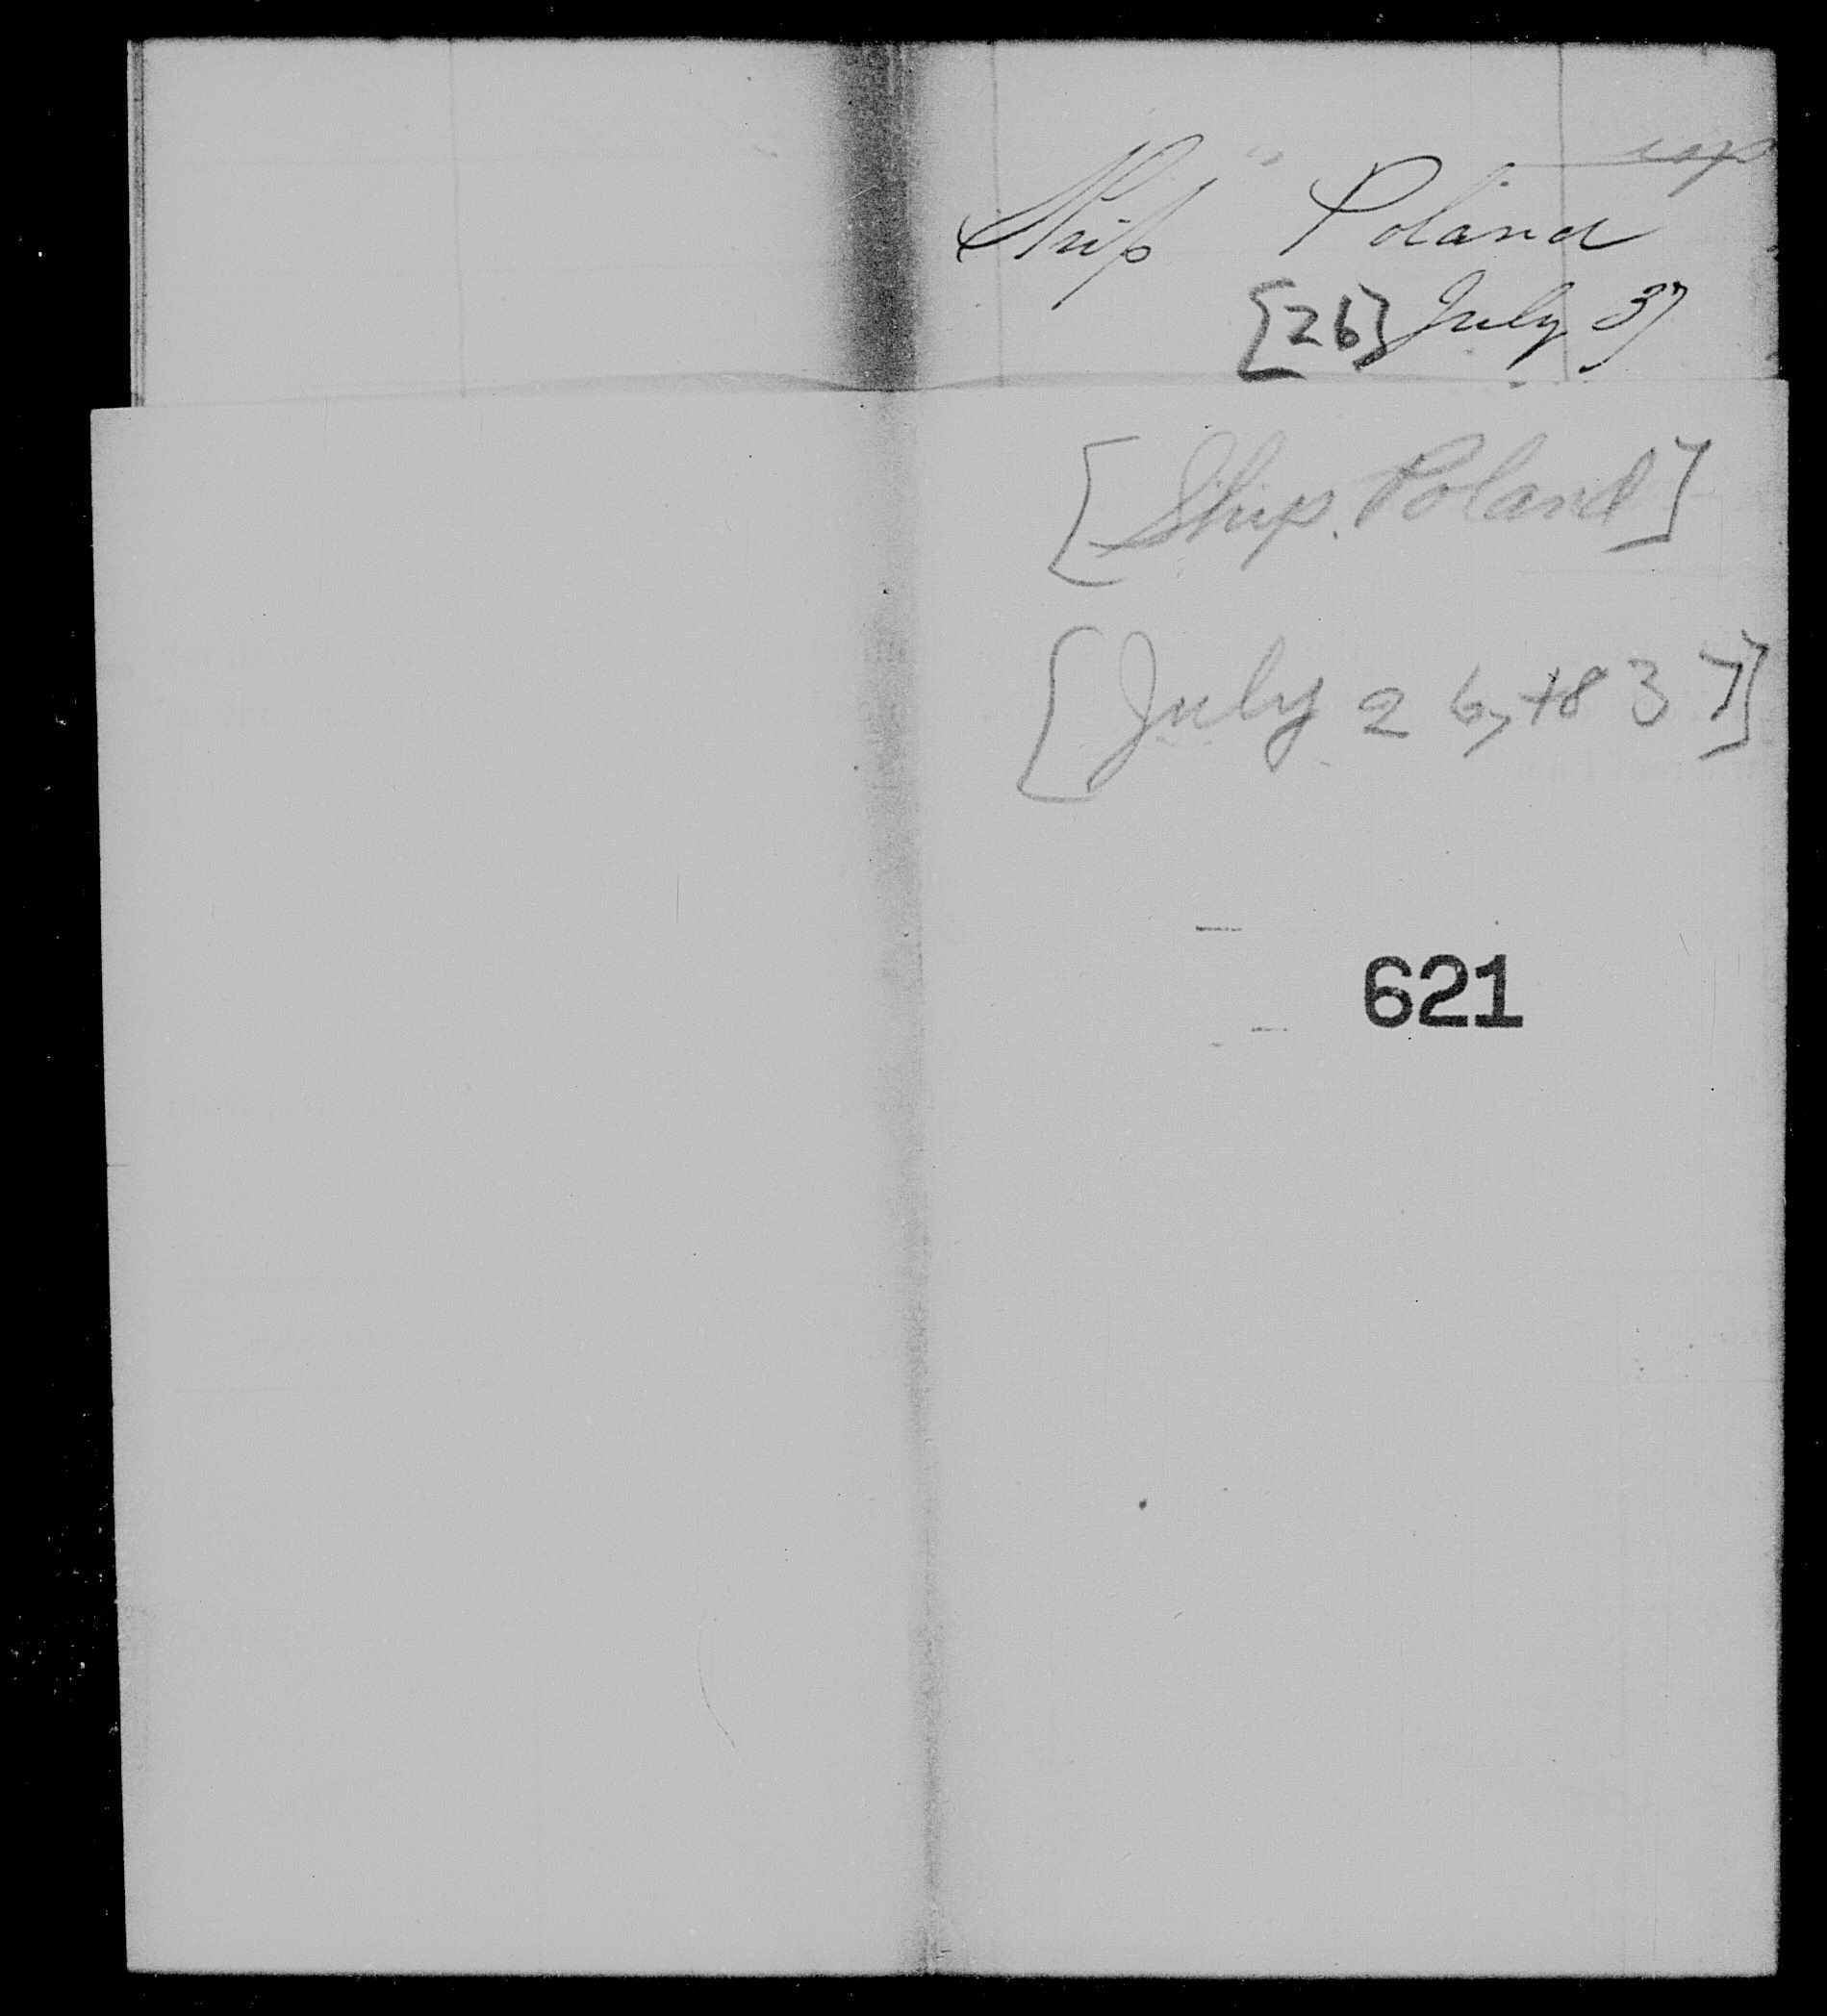 Ship Poland
[26] July 37
[Ship Poland]
[July 26, 1837]
621